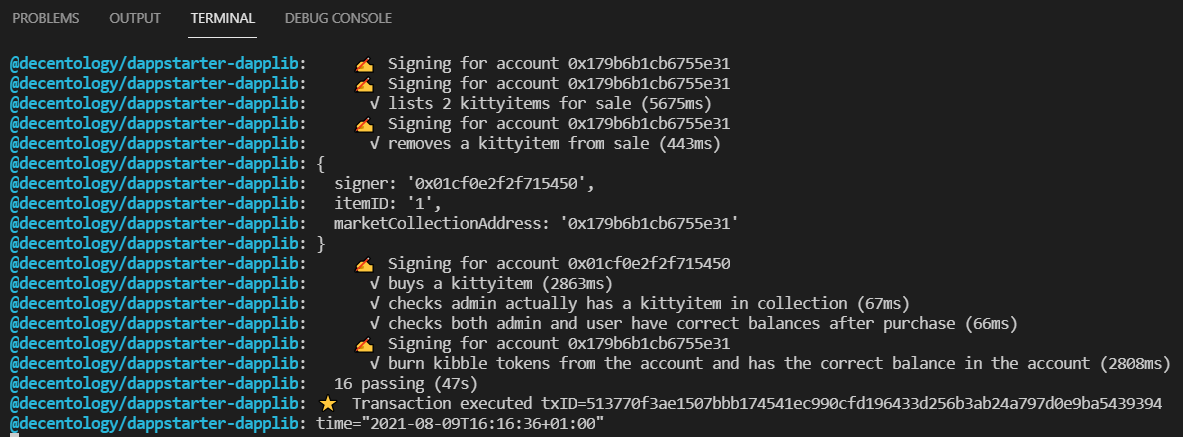 PROBLEMS OUTPUT TERMINAL DEBUG CONSOLE
@decentology/dappstarter-dapplib: ✍ Signing for account 0x179b6b1cb6755e31
@decentology/dappstarter-dapplib: ✍ Signing for account 0x179b6b1cb6755e31
@decentology/dappstarter-dapplib: √ lists 2 kittyitems for sale (5675ms)
@decentology/dappstarter-dapplib: ✍ Signing for account 0x179b6b1cb6755e31
@decentology/dappstarter-dapplib: √ removes a kittyitem from sale (443ms)
@decentology/dappstarter-dapplib: {
@decentology/dappstarter-dapplib: signer: '0x01cf0e2f2f715450',
@decentology/dappstarter-dapplib: itemID: '1',
@decentology/dappstarter-dapplib: marketCollectionAddress: '0x179b6b1cb6755e31'
@decentology/dappstarter-dapplib: }
@decentology/dappstarter-dapplib: ✍ Signing for account 0x01cf0e2f2f715450
@decentology/dappstarter-dapplib: √ buys a kittyitem (2863ms)
@decentology/dappstarter-dapplib: √ checks admin actually has a kittyitem in collection (67ms)
@decentology/dappstarter-dapplib: √ checks both admin and user have correct balances after purchase (66ms)
@decentology/dappstarter-dapplib: ✍ Signing for account 0x179b6b1cb6755e31
@decentology/dappstarter-dapplib: √ burn kibble tokens from the account and has the correct balance in the account (2808ms)
@decentology/dappstarter-dapplib: 16 passing (47s)
@decentology/dappstarter-dapplib: ⭐ Transaction executed txID=513770f3ae1507bbb174541ec990cfd196433d256b3ab24a797d0e9ba5439394
@decentology/dappstarter-dapplib: time="2021-08-09T16:16:36+01:00"